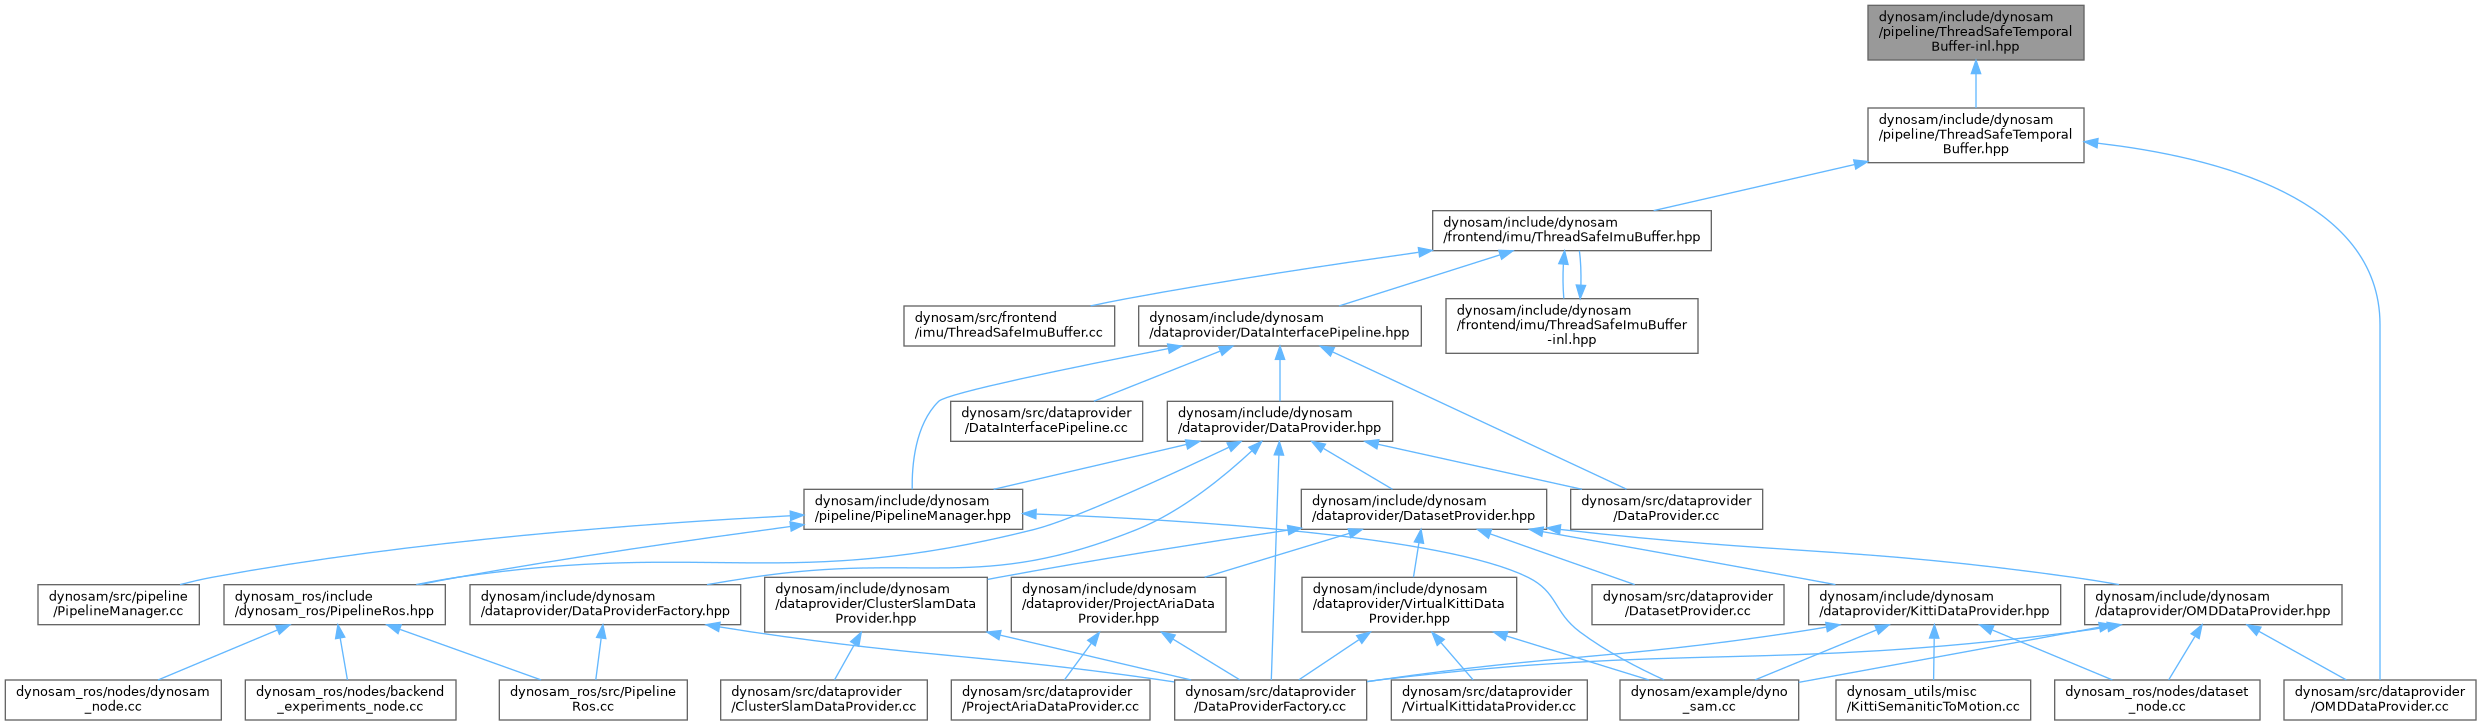 dynosam/include/dynosam
/pipeline/ThreadSafeTemporal
Buffer-inl.hpp
dynosam/include/dynosam
/pipeline/ThreadSafeTemporal
Buffer.hpp
dynosam/include/dynosam
/frontend/imu/ThreadSafeImuBuffer.hpp
dynosam/src/frontend
/imu/ThreadSafeImuBuffer.cc
dynosam/include/dynosam
/dataprovider/DataInterfacePipeline.hpp
dynosam/include/dynosam
/frontend/imu/ThreadSafeImuBuffer
-inl.hpp
dynosam/src/dataprovider
/DataInterfacePipeline.cc
dynosam/include/dynosam
/dataprovider/DataProvider.hpp
dynosam/include/dynosam
/pipeline/PipelineManager.hpp
dynosam/include/dynosam
/dataprovider/DatasetProvider.hpp
dynosam/src/dataprovider
/DataProvider.cc
dynosam/src/pipeline
/PipelineManager.cc
dynosam_ros/include
/dynosam_ros/PipelineRos.hpp
dynosam/include/dynosam
/dataprovider/DataProviderFactory.hpp
dynosam/include/dynosam
/dataprovider/ClusterSlamData
Provider.hpp
dynosam/include/dynosam
/dataprovider/ProjectAriaData
Provider.hpp
dynosam/include/dynosam
/dataprovider/VirtualKittiData
Provider.hpp
dynosam/src/dataprovider
/DatasetProvider.cc
dynosam/include/dynosam
/dataprovider/KittiDataProvider.hpp
dynosam/include/dynosam
/dataprovider/OMDDataProvider.hpp
dynosam_ros/nodes/dynosam
_node.cc
dynosam_ros/nodes/backend
_experiments_node.cc
dynosam_ros/src/Pipeline
Ros.cc
dynosam/src/dataprovider
/ClusterSlamDataProvider.cc
dynosam/src/dataprovider
/ProjectAriaDataProvider.cc
dynosam/src/dataprovider
/DataProviderFactory.cc
dynosam/src/dataprovider
/VirtualKittidataProvider.cc
dynosam/example/dyno
_sam.cc
dynosam_utils/misc
/KittiSemaniticToMotion.cc
dynosam_ros/nodes/dataset
_node.cc
dynosam/src/dataprovider
/OMDDataProvider.cc